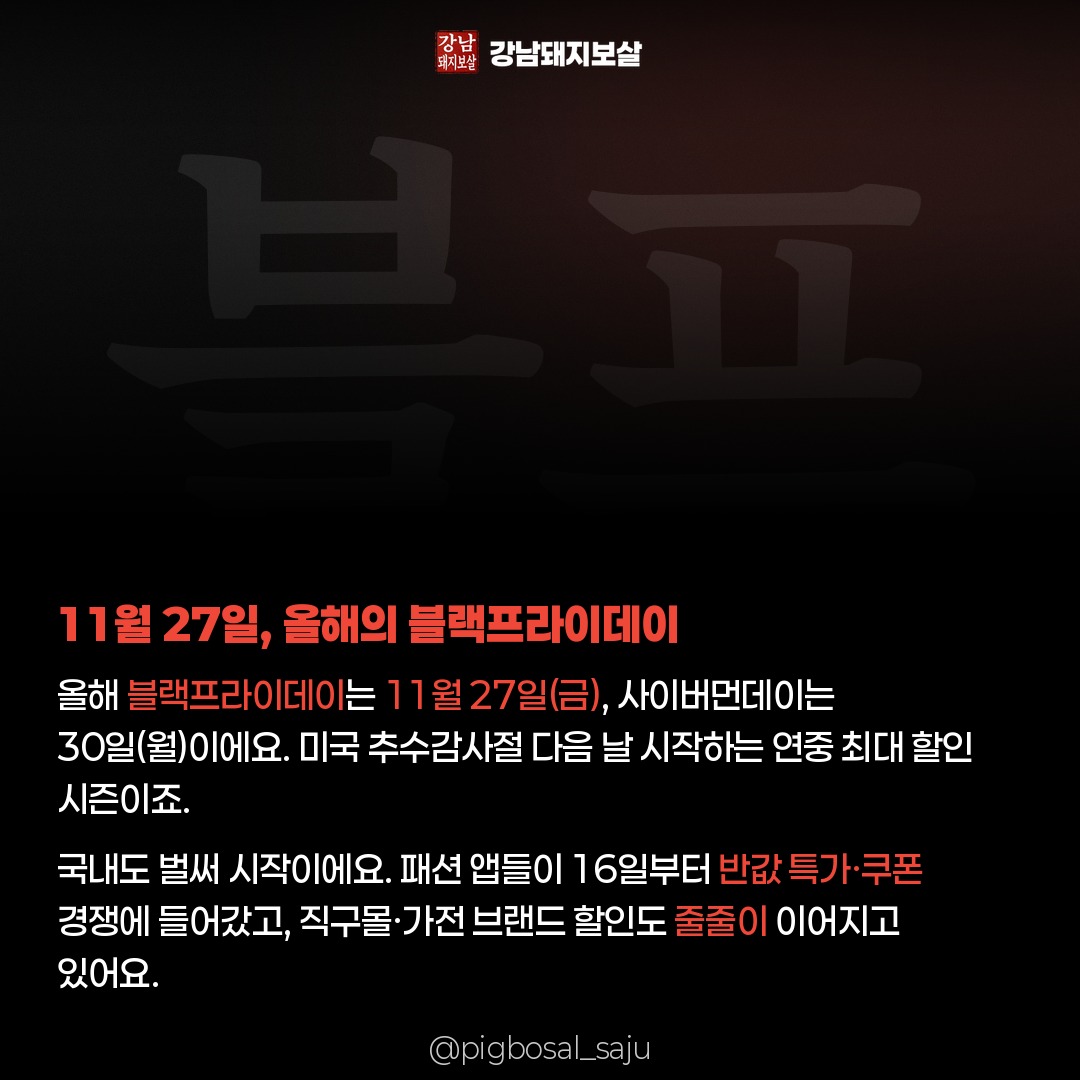 강남
돼지보살
강남돼지보살
블프
11월 27일, 올해의 블랙프라이데이
올해 블랙프라이데이는 11월 27일(금), 사이버먼데이는
30일(월)이에요. 미국 추수감사절 다음 날 시작하는 연중 최대 할인
시즌이죠.
국내도 벌써 시작이에요. 패션 앱들이 16일부터 반값 특가·쿠폰
경쟁에 들어갔고, 직구몰·가전 브랜드 할인도 줄줄이 이어지고
있어요.
@pigbosal_saju